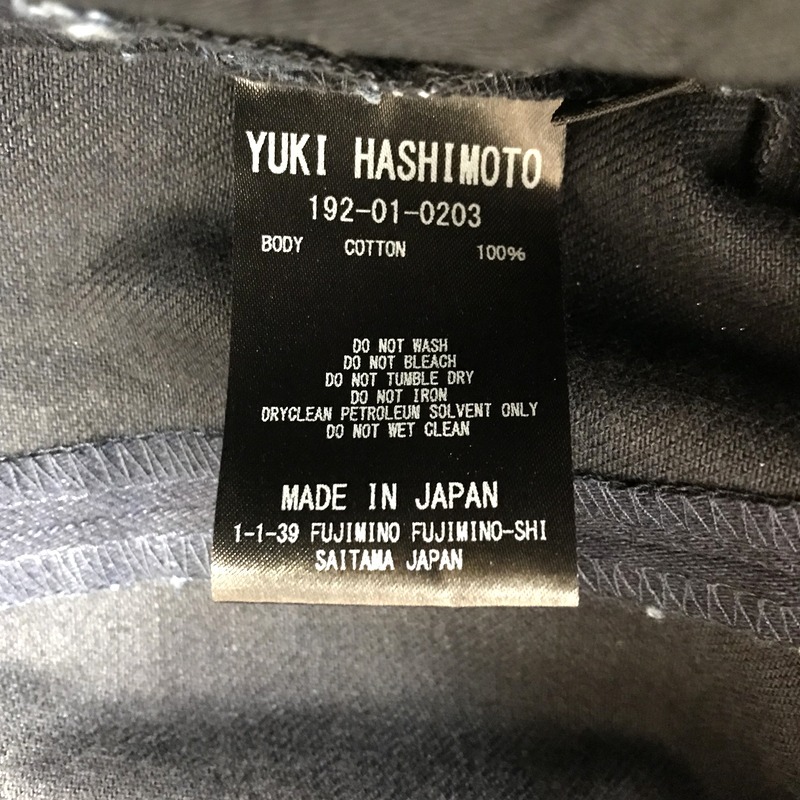 YUKI HASHIMOTO
192-01-0203
BODY COTTON 100%
DO NOT WASH
DO NOT BLEACH
DO NOT TUMBLE DRY
DO NOT IRON
DRYCLEAN PETROLEUM SOLVENT ONLY
DO NOT WET CLEAN
MADE IN JAPAN
1-1-39 FUJIMINO FUJIMINO-SHI
SAITAMA JAPAN